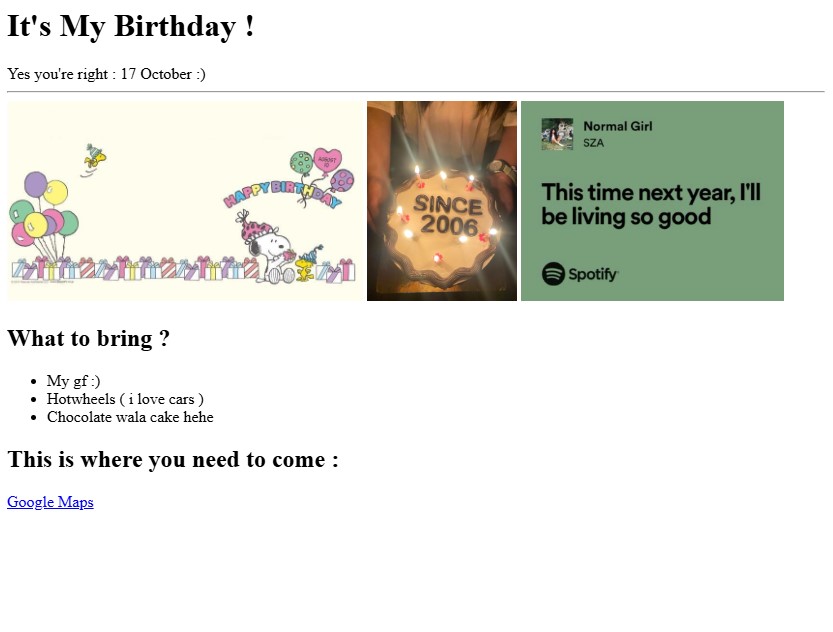 It's My Birthday !
Yes you're right : 17 October :)
AUGUST
HAPPY BIRTHDAY
SINCE
2006
Normal Girl
SZA
This time next year, I'll
be living so good
Spotify
What to bring ?
My gf :)
Hotwheels ( i love cars )
Chocolate wala cake hehe
This is where you need to come :
Google Maps